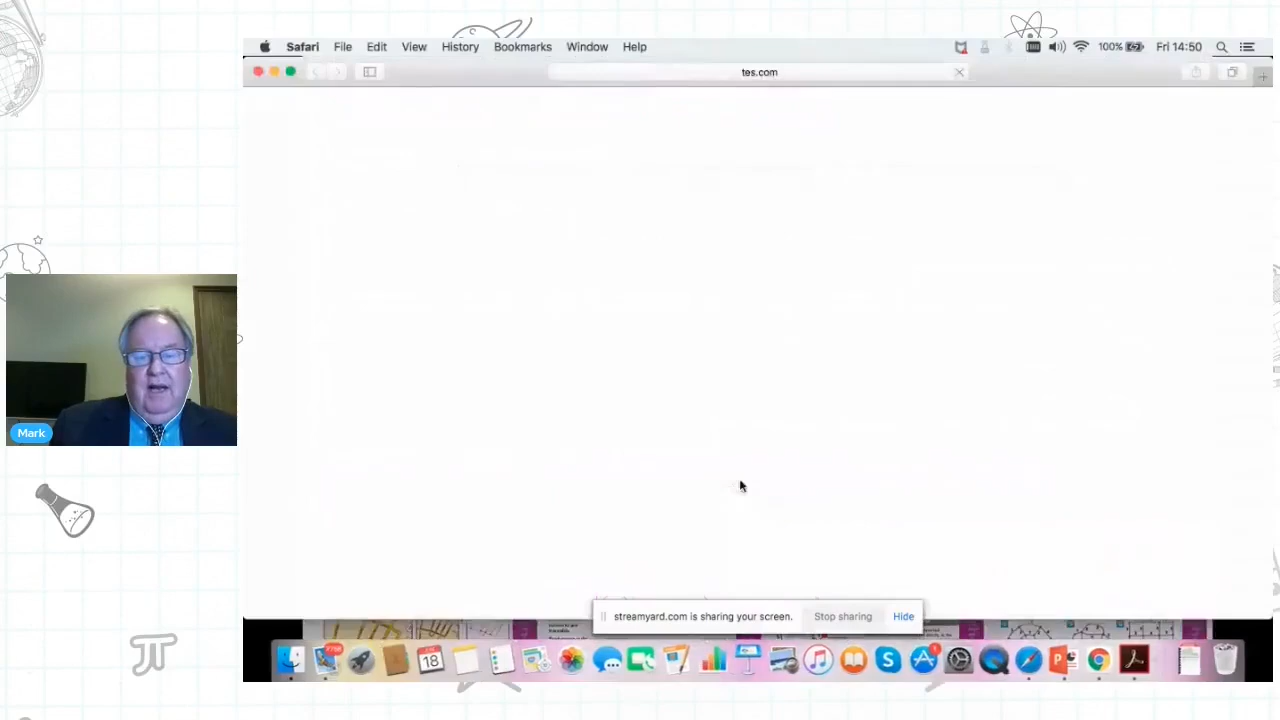 Safari File Edit View History Bookmarks Window Help 100% Fri 14:50
tes.com
Mark
π
streamyard.com is sharing your screen. Stop sharing Hide
18